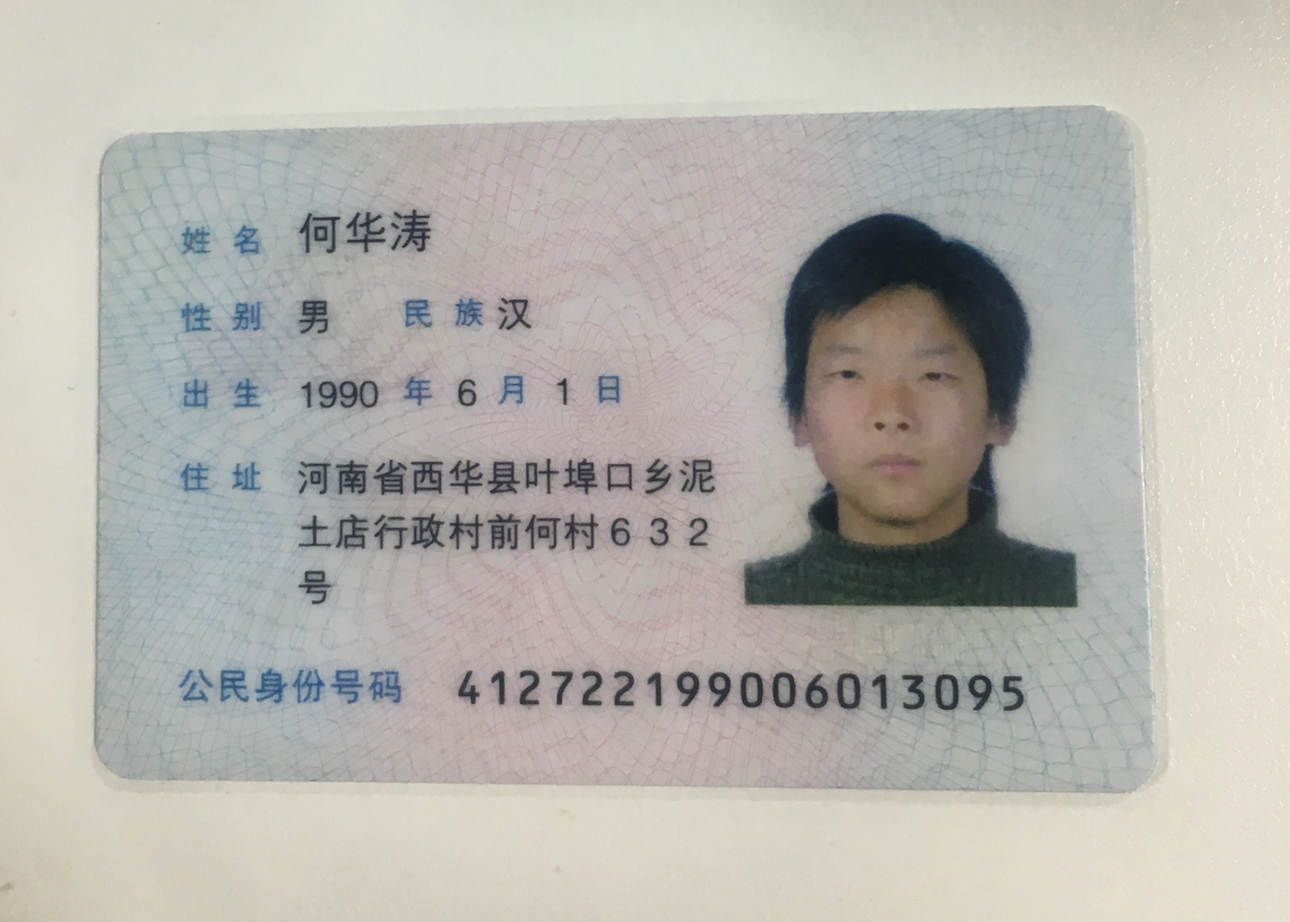 姓名 何华涛
性别 男 民族 汉
出生 1990 年 6 月 1 日
住址 河南省西华县叶埠口乡泥
土店行政村前何村632
号
公民身份号码 412722199006013095